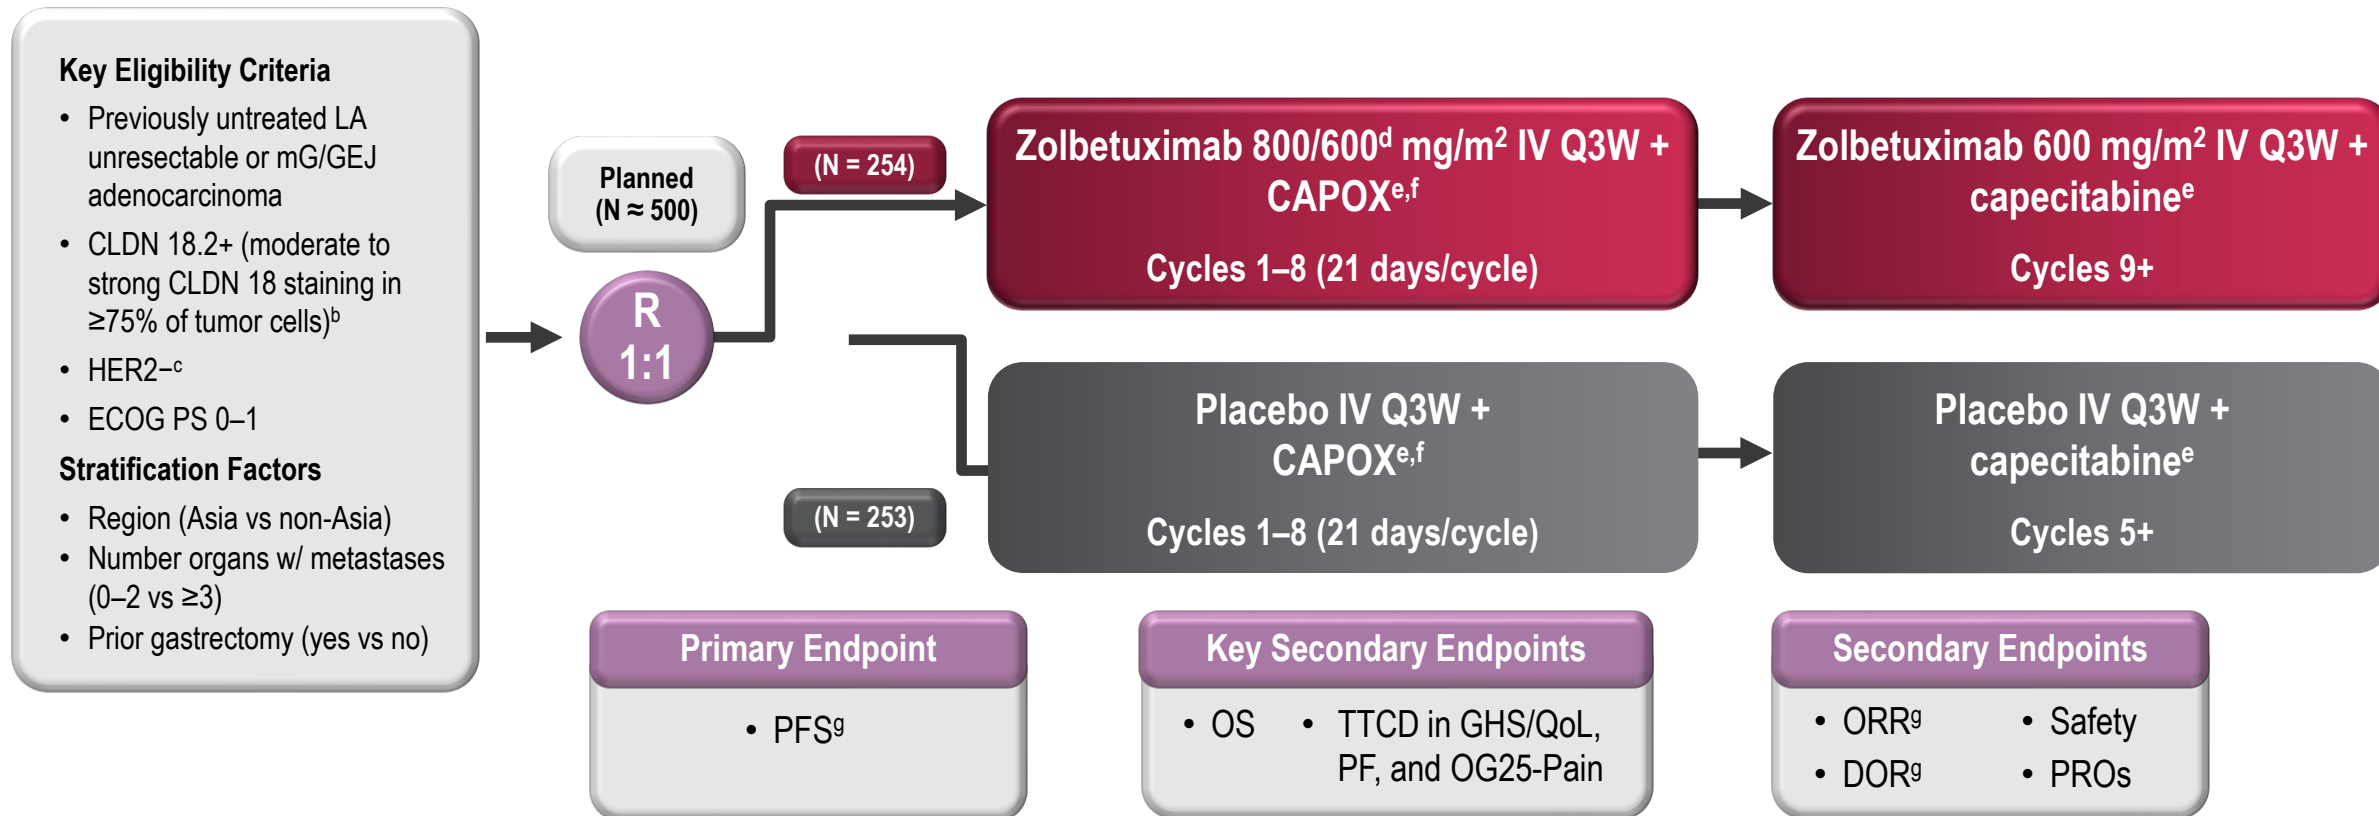 Key Eligibility Criteria
• Previously untreated LA
unresectable or mG/GEJ
adenocarcinoma
• CLDN 18.2+ (moderate to
strong CLDN 18 staining in
≥75% of tumor cells)ᵇ
• HER2−ᶜ
• ECOG PS 0–1
Stratification Factors
• Region (Asia vs non-Asia)
• Number organs w/ metastases
(0–2 vs ≥3)
• Prior gastrectomy (yes vs no)
Planned
(N ≈ 500)
R
1:1
(N = 254)
Zolbetuximab 800/600ᵈ mg/m² IV Q3W +
CAPOXᵉ,ᶠ
Cycles 1–8 (21 days/cycle)
Zolbetuximab 600 mg/m² IV Q3W +
capecitabineᵉ
Cycles 9+
(N = 253)
Placebo IV Q3W +
CAPOXᵉ,ᶠ
Cycles 1–8 (21 days/cycle)
Placebo IV Q3W +
capecitabineᵉ
Cycles 5+
Primary Endpoint
• PFSᵍ
Key Secondary Endpoints
• OS
• TTCD in GHS/QoL,
PF, and OG25-Pain
Secondary Endpoints
• ORRᵍ
• DORᵍ
• Safety
• PROs